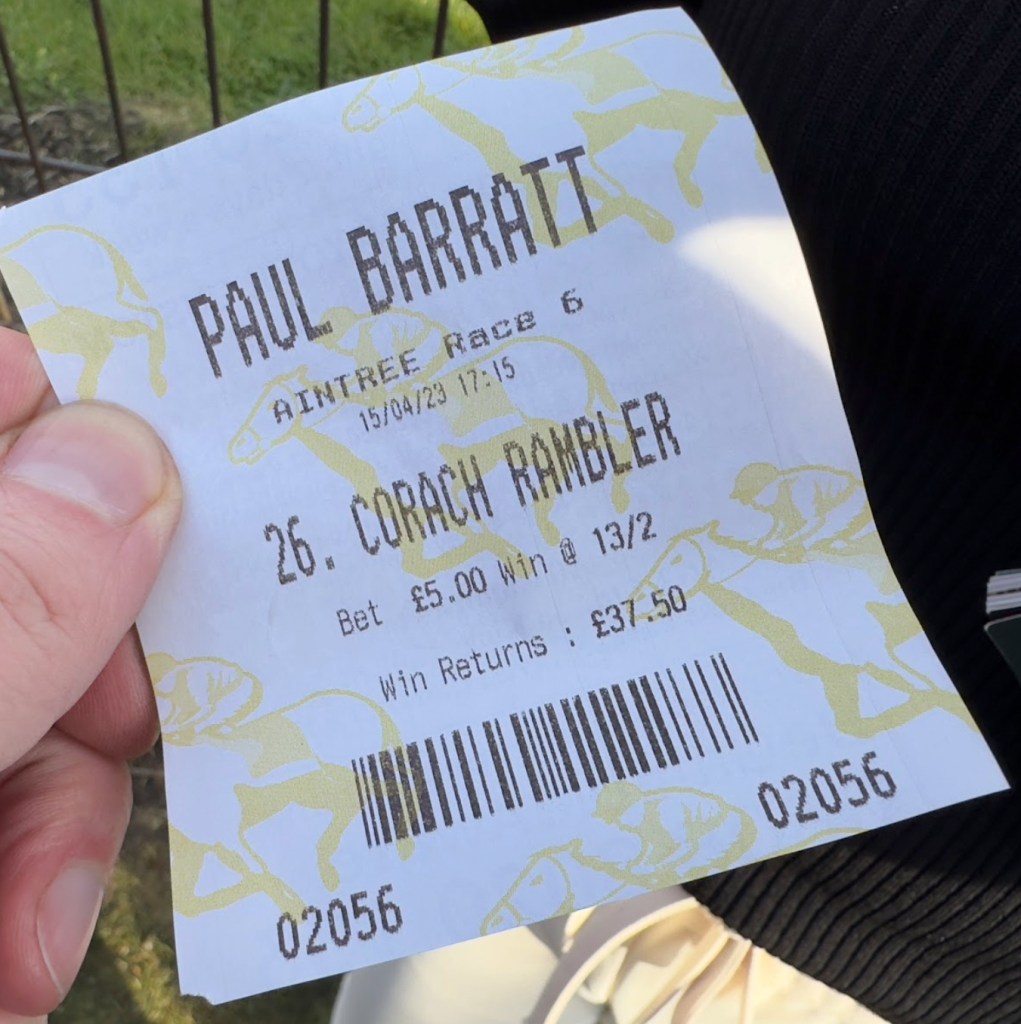 PAUL BARRATT
AINTREE Race 6
15/04/23 17:15
26. CORACH RAMBLER
Bet £5.00 Win @ 13/2
Win Returns : £37.50
02056
02056